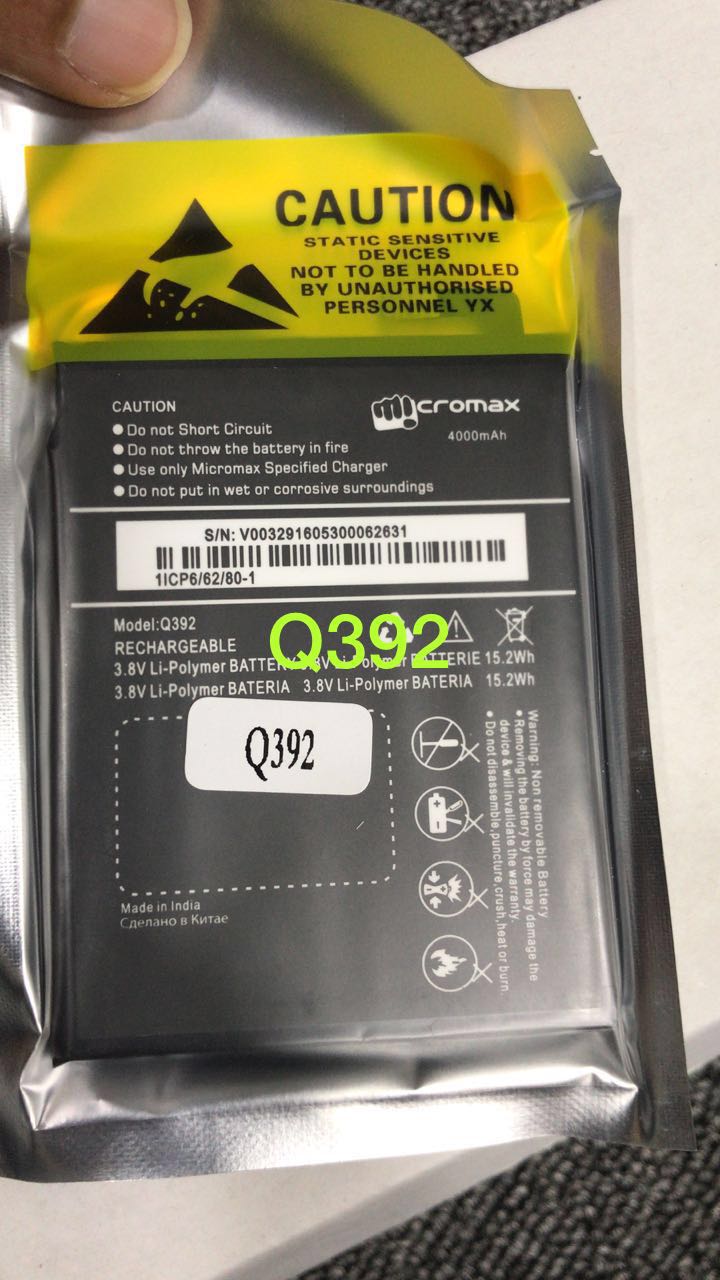 CAUTION
STATIC SENSITIVE
DEVICES
NOT TO BE HANDLED
BY UNAUTHORISED
PERSONNEL YX
CAUTION
● Do not Short Circuit
● Do not throw the battery in fire
● Use only Micromax Specified Charger
● Do not put in wet or corrosive surroundings
micromax
4000mAh
S/N: V003291605300062631
1ICP6/62/80-1
Model:Q392
RECHARGEABLE
Q392
3.8V Li-Polymer BATTERY 3.8V Li-Polymer BATTERIE 15.2Wh
3.8V Li-Polymer BATERIA 3.8V Li-Polymer BATERIA 15.2Wh
Q392
Made in India
Сделано в Китае
Warning: Non removable Battery
• Removing the battery by force may damage the
device & will invalidate the warranty.
• Do not disassemble,puncture,crush,heat or burn.